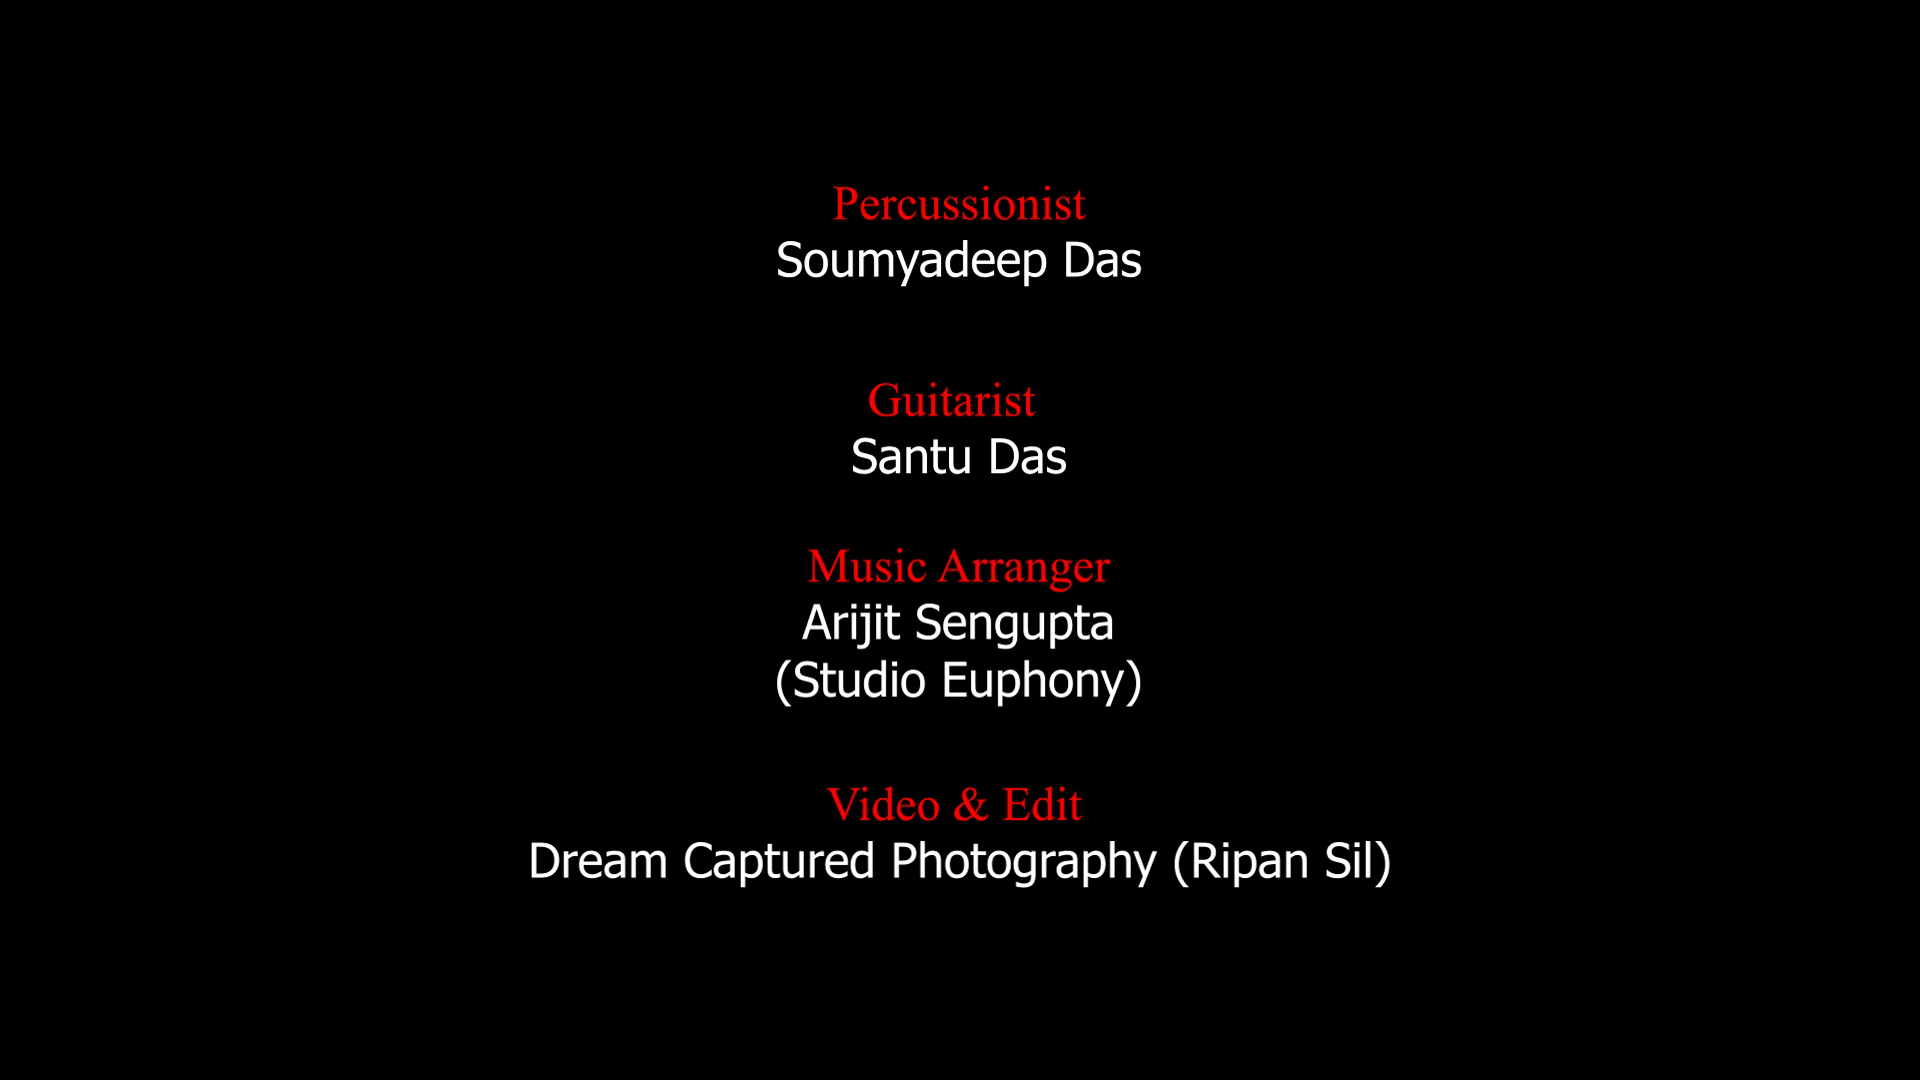 Percussionist
Soumyadeep Das
Guitarist
Santu Das
Music Arranger
Arijit Sengupta
(Studio Euphony)
Video & Edit
Dream Captured Photography (Ripan Sil)